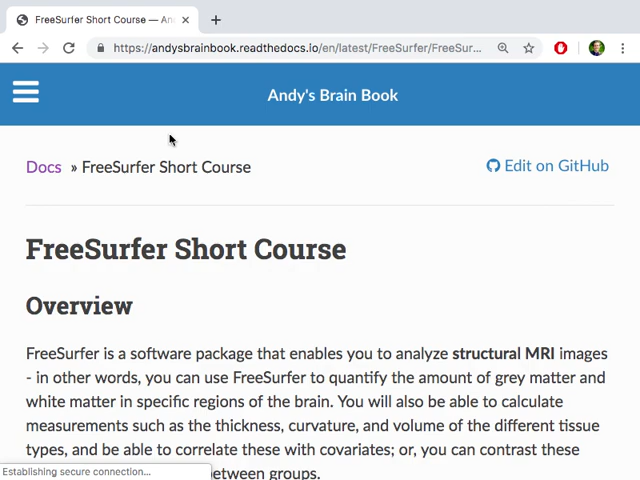 FreeSurfer Short Course — An
https://andysbrainbook.readthedocs.io/en/latest/FreeSurfer/FreeSur...
Andy's Brain Book
Docs » FreeSurfer Short Course
Edit on GitHub
FreeSurfer Short Course
Overview
FreeSurfer is a software package that enables you to analyze structural MRI images
- in other words, you can use FreeSurfer to quantify the amount of grey matter and
white matter in specific regions of the brain. You will also be able to calculate
measurements such as the thickness, curvature, and volume of the different tissue
types, and be able to correlate these with covariates; or, you can contrast these
Establishing secure connection...
etween groups.